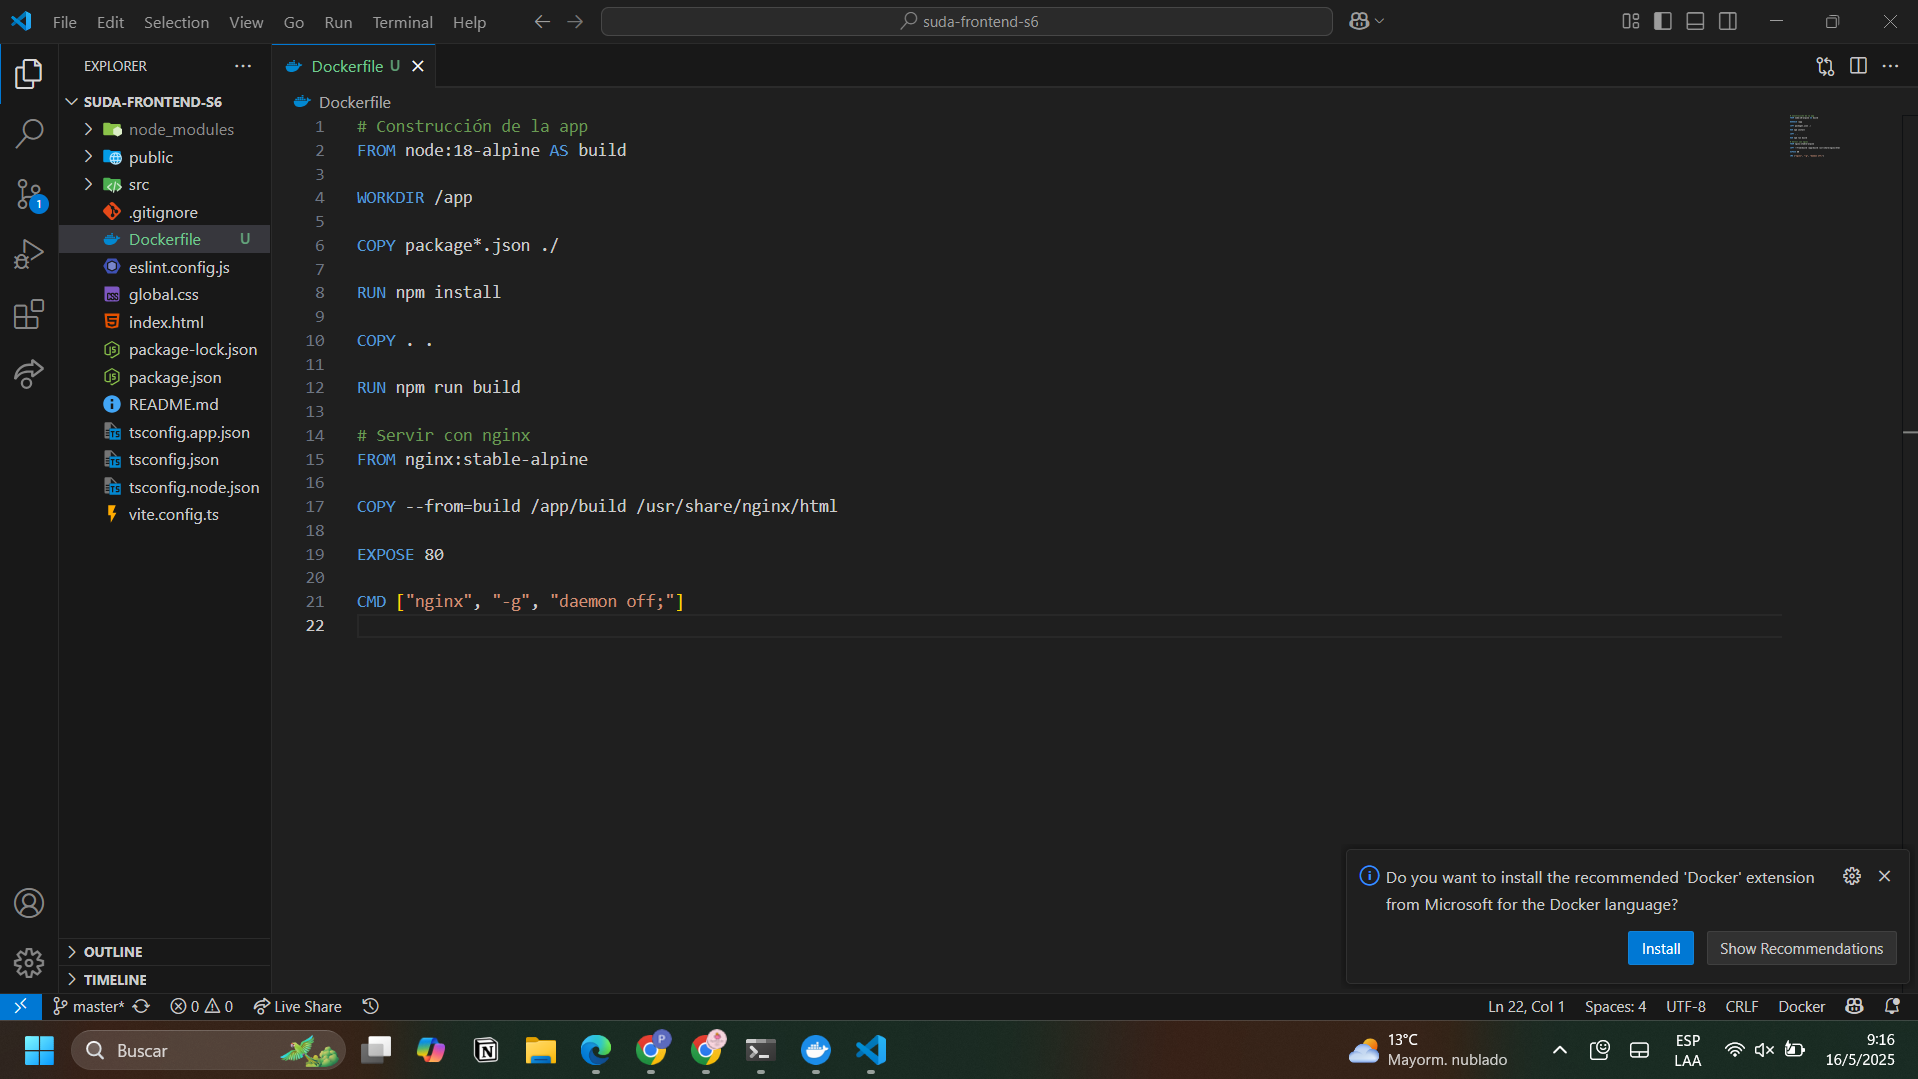 File Edit Selection View Go Run Terminal Help
suda-frontend-s6
EXPLORER
SUDA-FRONTEND-S6
node_modules
public
src
.gitignore
Dockerfile U
eslint.config.js
global.css
index.html
package-lock.json
package.json
README.md
tsconfig.app.json
tsconfig.json
tsconfig.node.json
vite.config.ts
OUTLINE
TIMELINE
1
Dockerfile U
Dockerfile
1 # Construcción de la app
2 FROM node:18-alpine AS build
3
4 WORKDIR /app
5
6 COPY package*.json ./
7
8 RUN npm install
9
10 COPY . .
11
12 RUN npm run build
13
14 # Servir con nginx
15 FROM nginx:stable-alpine
16
17 COPY --from=build /app/build /usr/share/nginx/html
18
19 EXPOSE 80
20
21 CMD ["nginx", "-g", "daemon off;"]
22
Do you want to install the recommended 'Docker' extension
from Microsoft for the Docker language?
Install Show Recommendations
master* 0 0 Live Share Ln 22, Col 1 Spaces: 4 UTF-8 CRLF Docker
Buscar
13°C
Mayorm. nublado
ESP
LAA
9:16
16/5/2025